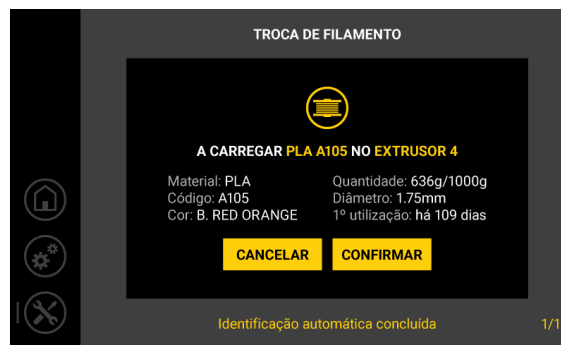 TROCA DE FILAMENTO
A CARREGAR PLA A105 NO EXTRUSOR 4
Material: PLA
Código: A105
Cor: B. RED ORANGE
Quantidade: 636g/1000g
Diâmetro: 1.75mm
1º utilização: há 109 dias
CANCELAR
CONFIRMAR
Identificação automática concluída
1/1